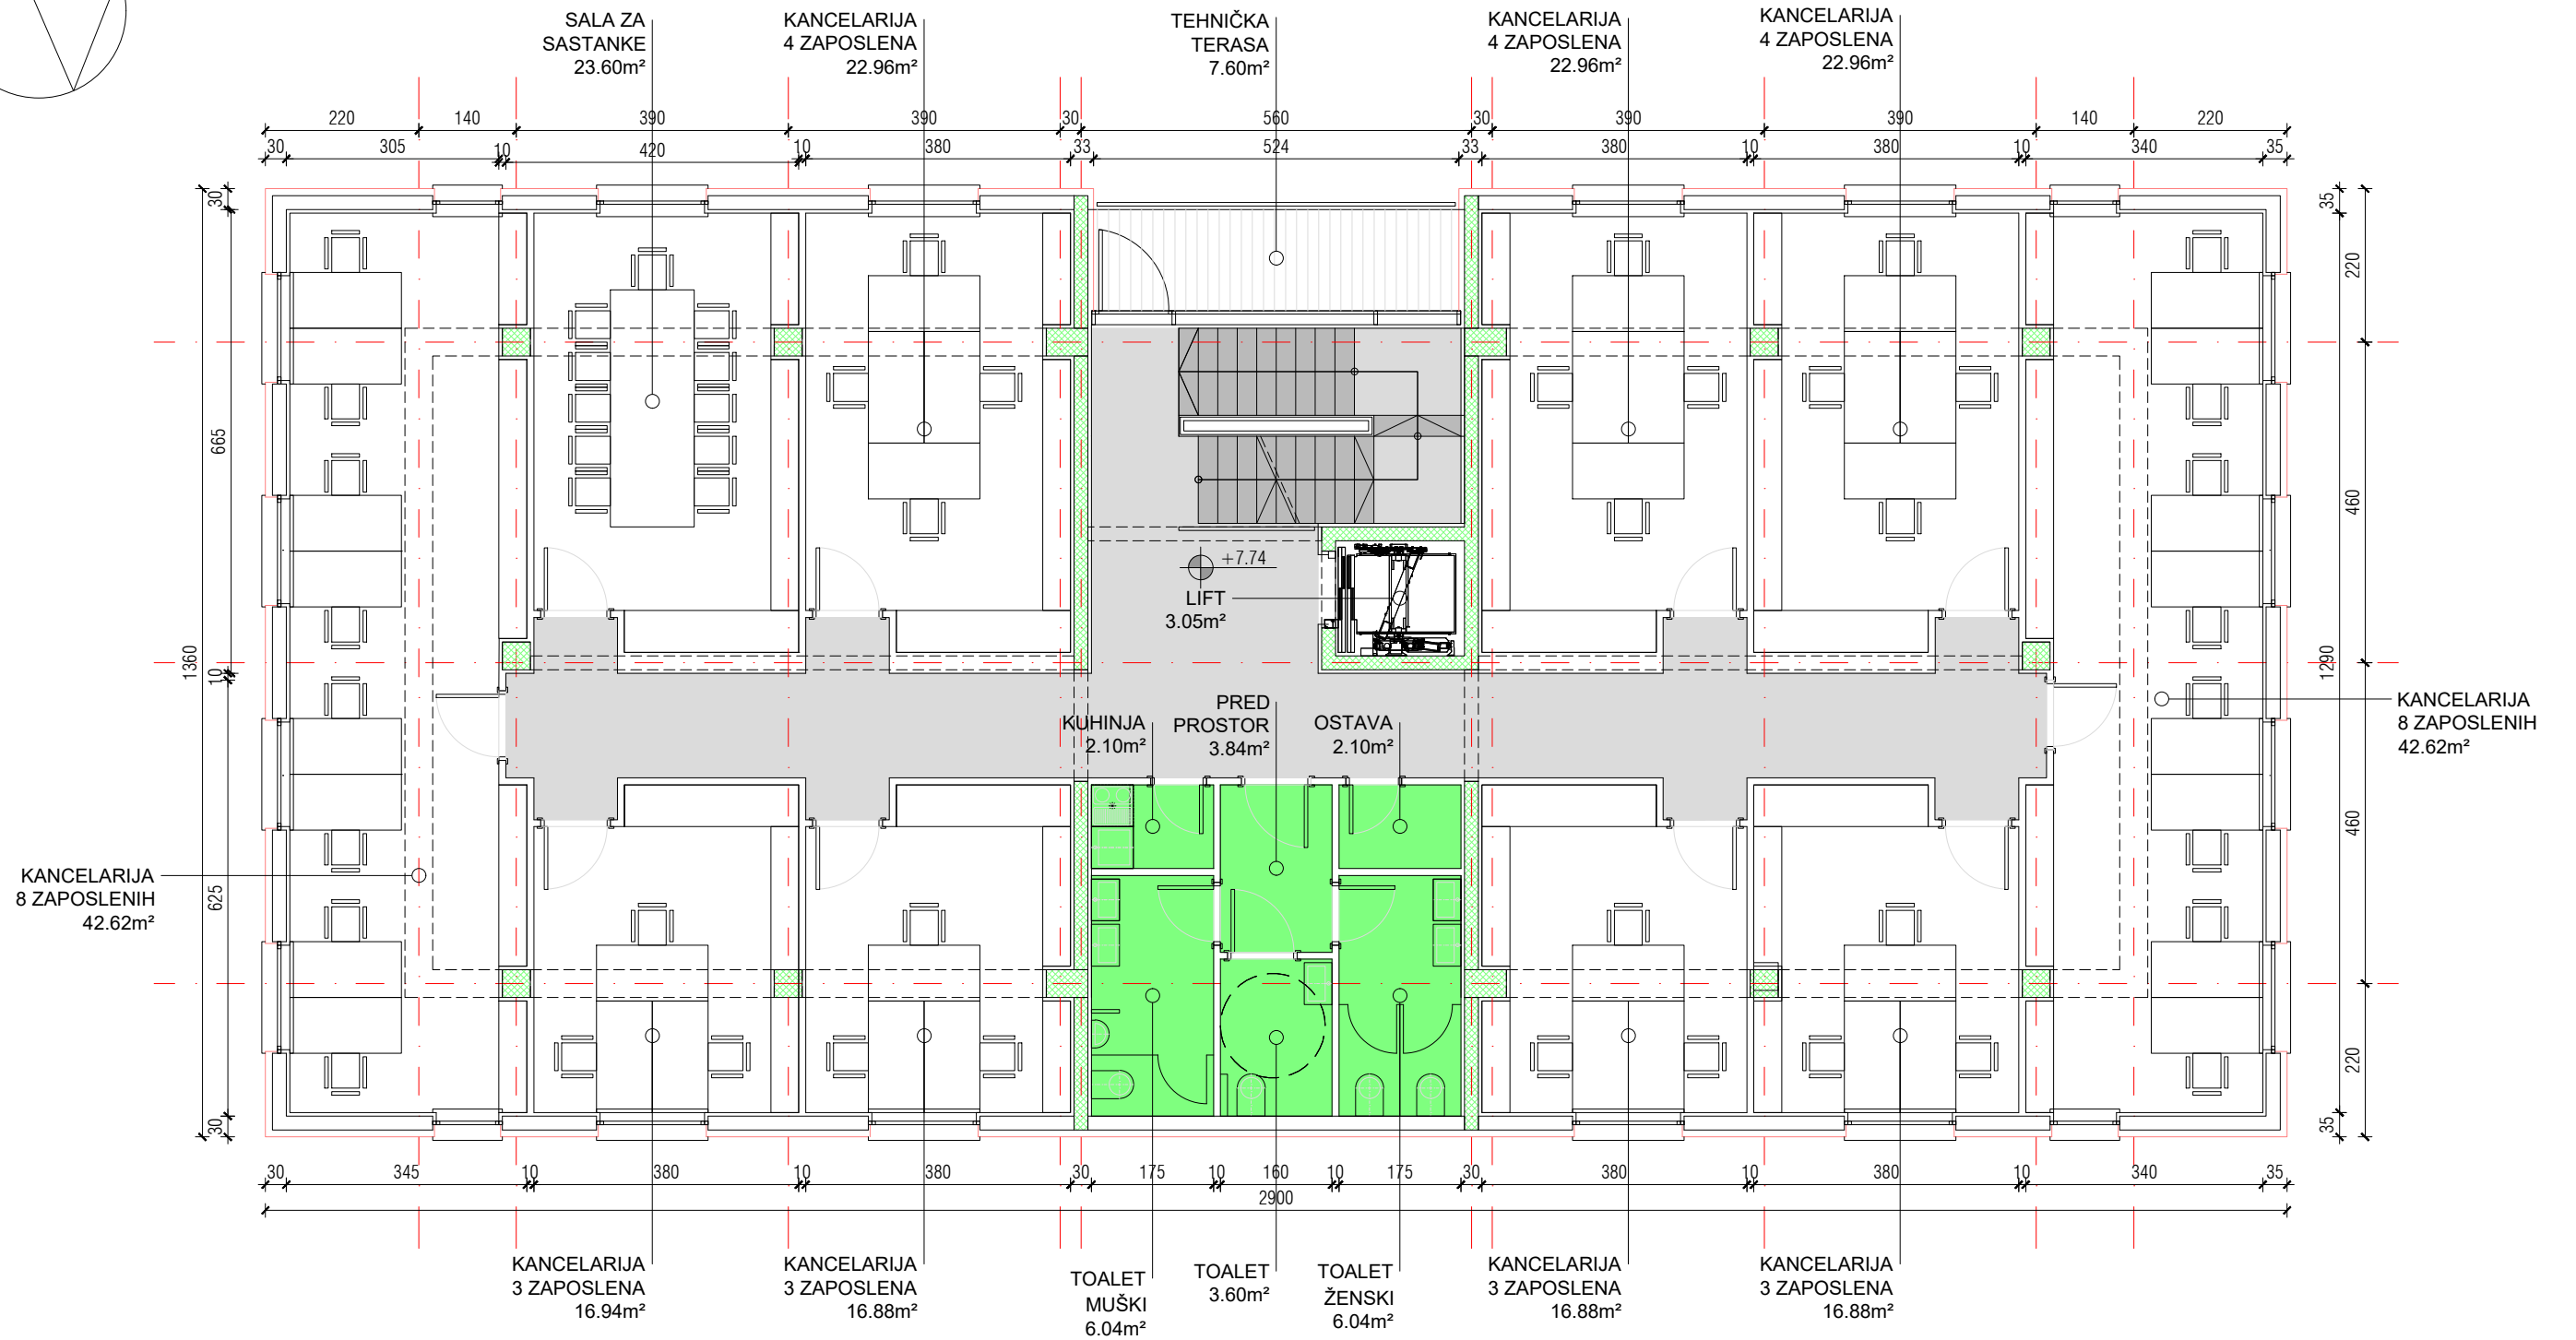 SALA ZA
SASTANKE
23.60m²
KANCELARIJA
4 ZAPOSLENA
22.96m²
TEHNIČKA
TERASA
7.60m²
KANCELARIJA
4 ZAPOSLENA
22.96m²
KANCELARIJA
4 ZAPOSLENA
22.96m²
220 140 390 390 30 560 30 390 390 140 220
30 305 10 420 10 380 33 524 33 380 10 380 10 340 35
1360
30
665
10
625
30
35
1290
35
220
460
460
220
+7.74
LIFT
3.05m²
KUHINJA
2.10m²
PRED
PROSTOR
3.84m²
OSTAVA
2.10m²
KANCELARIJA
8 ZAPOSLENIH
42.62m²
KANCELARIJA
8 ZAPOSLENIH
42.62m²
30 345 10 380 10 380 30 175 10 160 10 175 30 380 10 380 10 340 35
2900
KANCELARIJA
3 ZAPOSLENA
16.94m²
KANCELARIJA
3 ZAPOSLENA
16.88m²
TOALET
MUŠKI
6.04m²
TOALET
3.60m²
TOALET
ŽENSKI
6.04m²
KANCELARIJA
3 ZAPOSLENA
16.88m²
KANCELARIJA
3 ZAPOSLENA
16.88m²